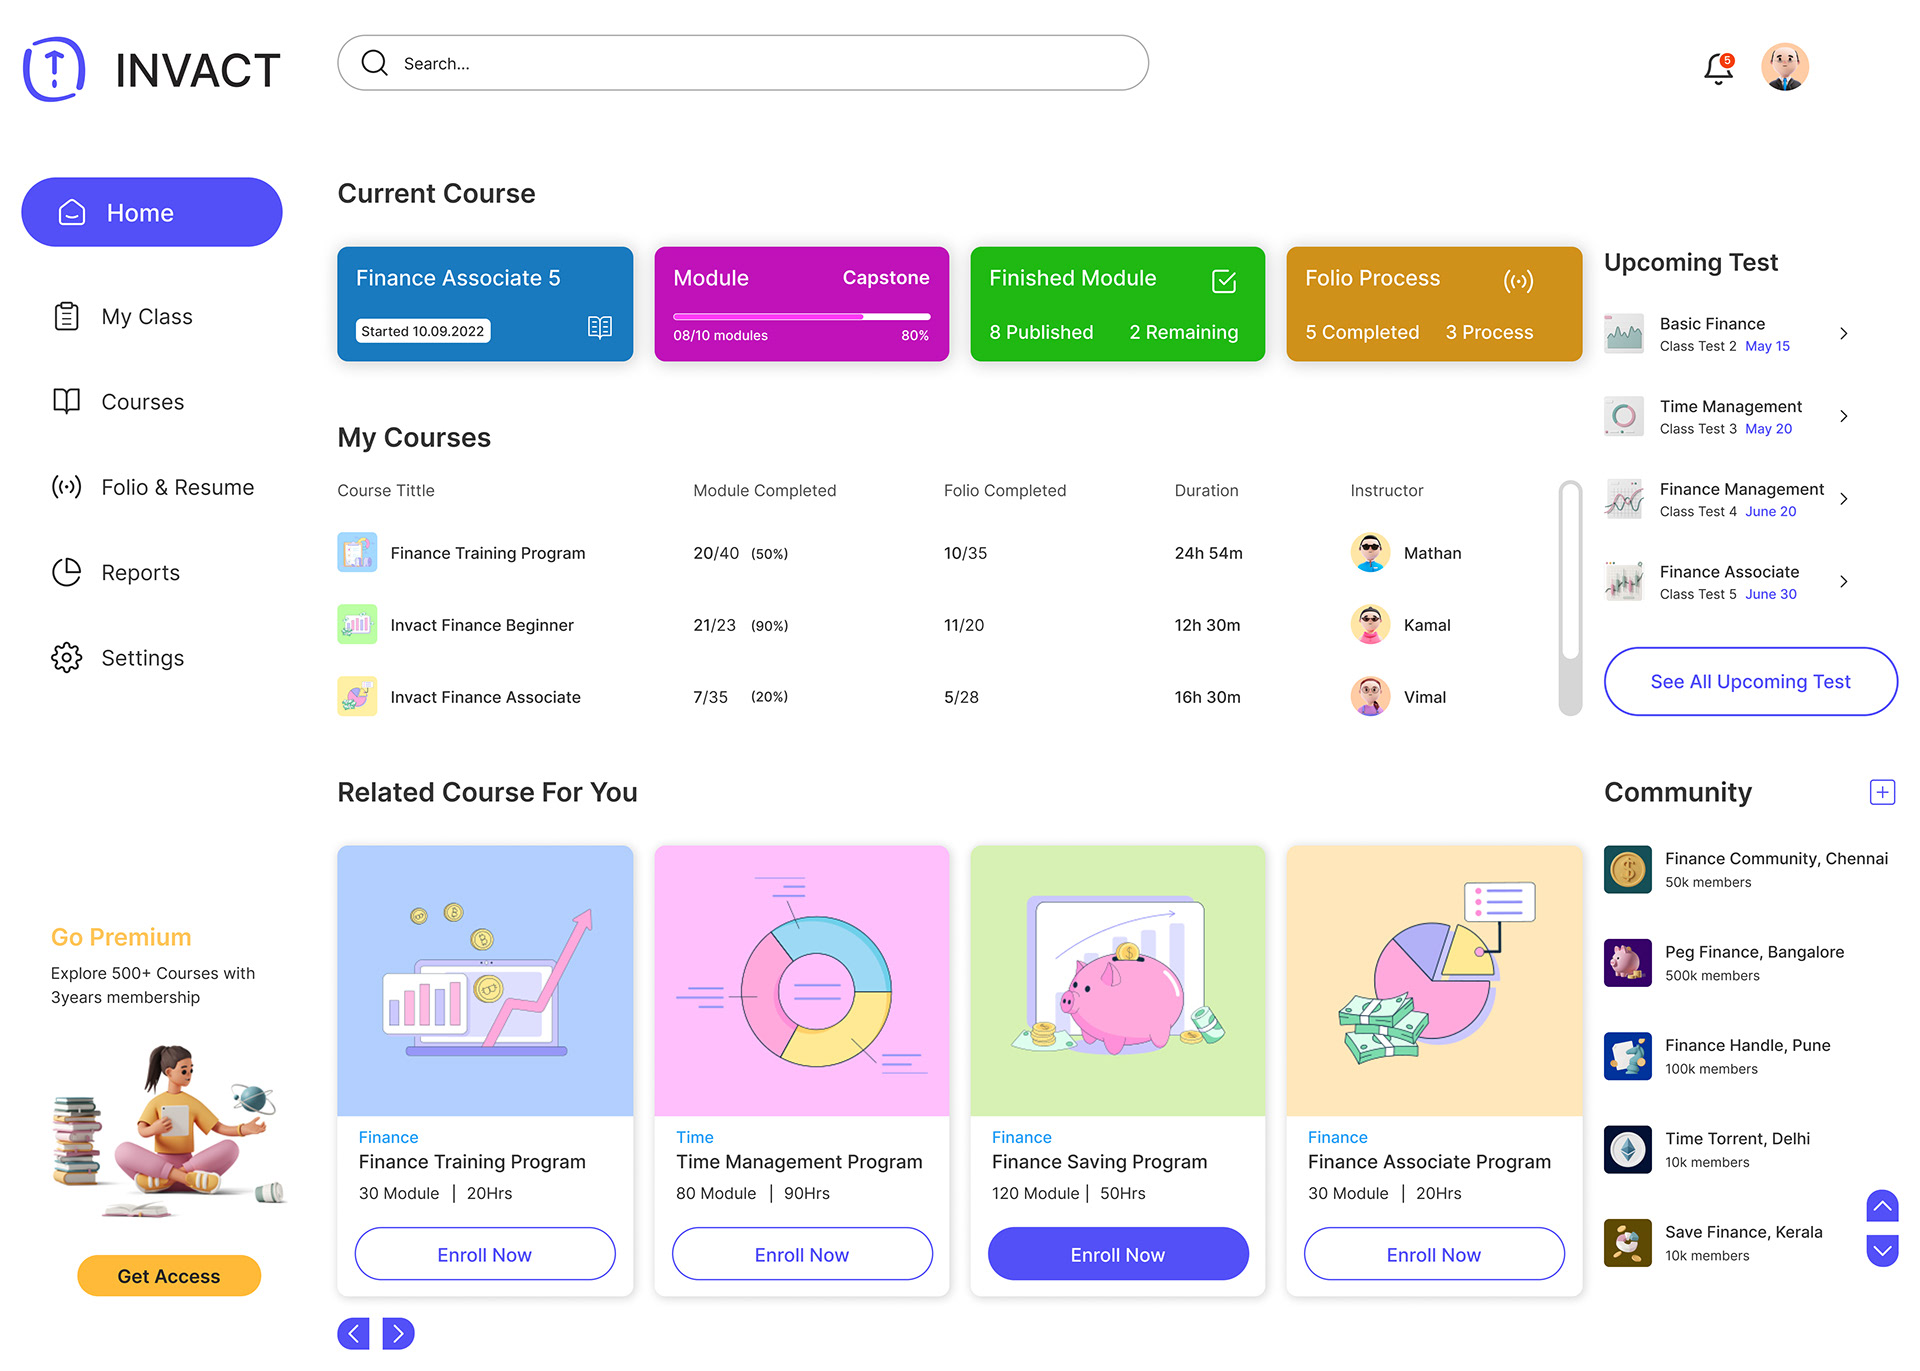 INVACT
Search...
5
Home
My Class
Courses
Folio & Resume
Reports
Settings
Go Premium
Explore 500+ Courses with
3years membership
Get Access
Current Course
Finance Associate 5
Started 10.09.2022
Module Capstone
08/10 modules 80%
Finished Module
8 Published 2 Remaining
Folio Process
5 Completed 3 Process
My Courses
Course Tittle Module Completed Folio Completed Duration Instructor
Finance Training Program 20/40 (50%) 10/35 24h 54m Mathan
Invact Finance Beginner 21/23 (90%) 11/20 12h 30m Kamal
Invact Finance Associate 7/35 (20%) 5/28 16h 30m Vimal
Related Course For You
Finance
Finance Training Program
30 Module | 20Hrs
Enroll Now
Time
Time Management Program
80 Module | 90Hrs
Enroll Now
Finance
Finance Saving Program
120 Module | 50Hrs
Enroll Now
Finance
Finance Associate Program
30 Module | 20Hrs
Enroll Now
Upcoming Test
Basic Finance
Class Test 2 May 15
Time Management
Class Test 3 May 20
Finance Management
Class Test 4 June 20
Finance Associate
Class Test 5 June 30
See All Upcoming Test
Community
Finance Community, Chennai
50k members
Peg Finance, Bangalore
500k members
Finance Handle, Pune
100k members
Time Torrent, Delhi
10k members
Save Finance, Kerala
10k members